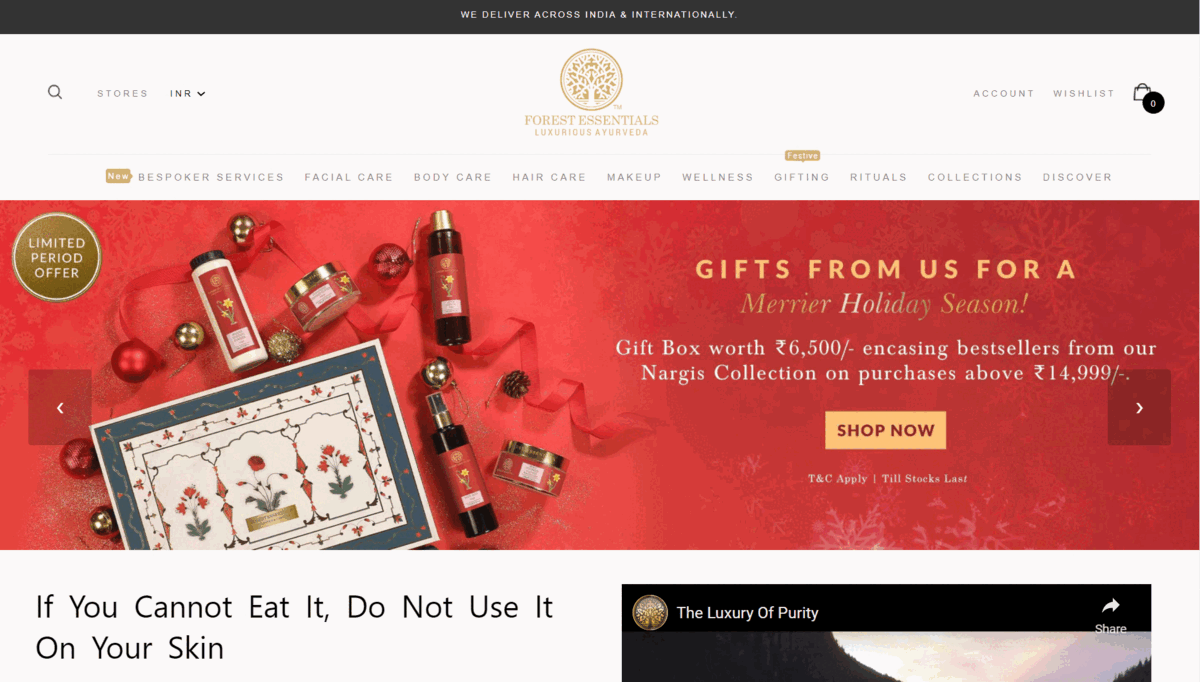 WE DELIVER ACROSS INDIA & INTERNATIONALLY.
STORES
INR
TM
FOREST ESSENTIALS
LUXURIOUS AYURVEDA
ACCOUNT
WISHLIST
0
Festive
New
BESPOKER SERVICES
FACIAL CARE
BODY CARE
HAIR CARE
MAKEUP
WELLNESS
GIFTING
RITUALS
COLLECTIONS
DISCOVER
LIMITED
PERIOD
OFFER
GIFTS FROM US FOR A
Merrier Holiday Season!
Gift Box worth ₹6,500/- encasing bestsellers from our
Nargis Collection on purchases above ₹14,999/-.
SHOP NOW
T&C Apply | Till Stocks Last
If You Cannot Eat It, Do Not Use It
On Your Skin
The Luxury Of Purity
Share